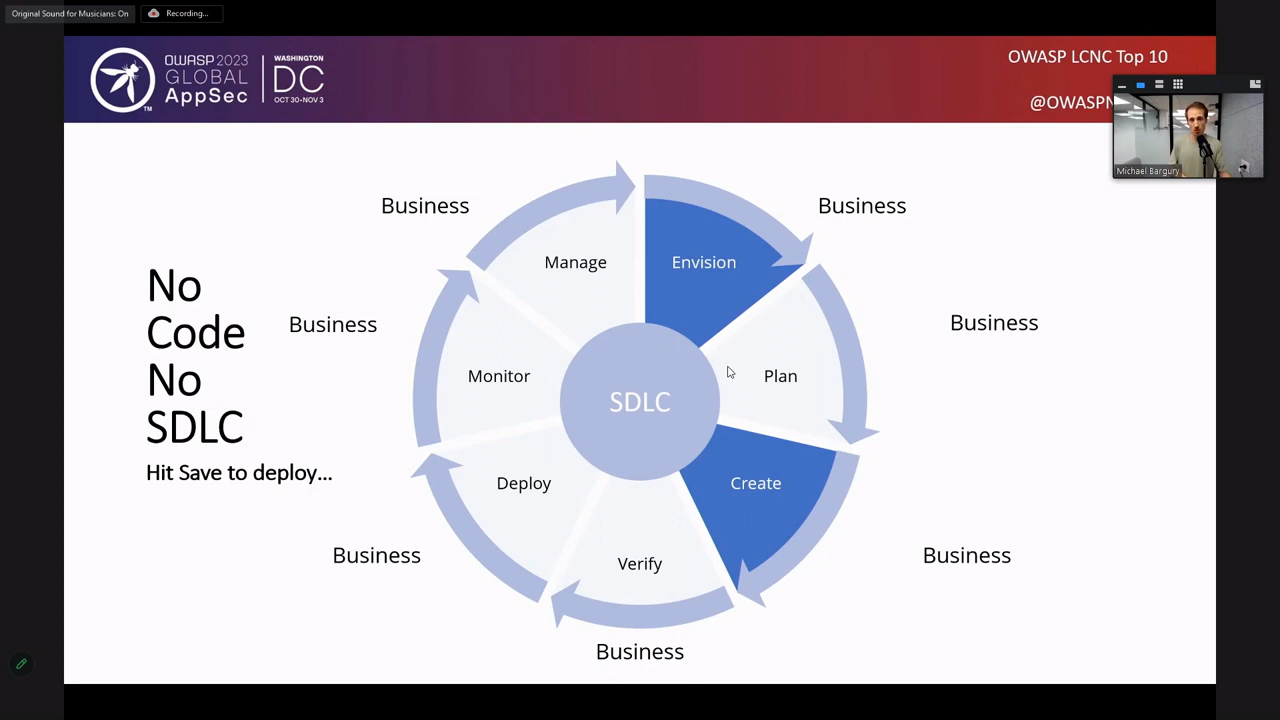 Original Sound for Musicians: On
Recording...
OWASP 2023
GLOBAL
AppSec
TM
WASHINGTON
DC
OCT 30-NOV 3
OWASP LCNC Top 10
@OWASPN
Michael Bargury
No
Code
No
SDLC
Hit Save to deploy...
Business
Business
Business
Business
Business
Business
Business
Manage
Envision
Monitor
Plan
SDLC
Deploy
Create
Verify